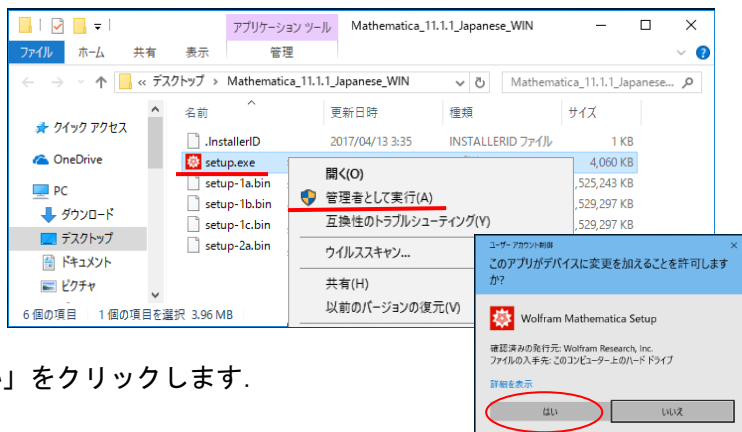 アプリケーション ツール Mathematica_11.1.1_Japanese_WIN
ファイル ホーム 共有 表示 管理
« デスクトップ › Mathematica_11.1.1_Japanese_WIN Mathematica_11.1.1_Japanese...
名前 更新日時 種類 サイズ
クイック アクセス
.InstallerID 2017/04/13 3:35 INSTALLERID ファイル 1 KB
OneDrive
setup.exe 4,060 KB
PC
setup-1a.bin ,525,243 KB
setup-1b.bin ,529,297 KB
ダウンロード
setup-1c.bin ,529,297 KB
デスクトップ
setup-2a.bin
ドキュメント
ピクチャ
6 個の項目 1 個の項目を選択 3.96 MB
開く(O)
管理者として実行(A)
互換性のトラブルシューティング(Y)
ウイルススキャン...
共有(H)
以前のバージョンの復元(V)
ユーザー アカウント制御
このアプリがデバイスに変更を加えることを許可します
か?
Wolfram Mathematica Setup
確認済みの発行元: Wolfram Research, Inc.
ファイルの入手先: このコンピューター上のハード ドライブ
詳細を表示
はい いいえ
」をクリックします.